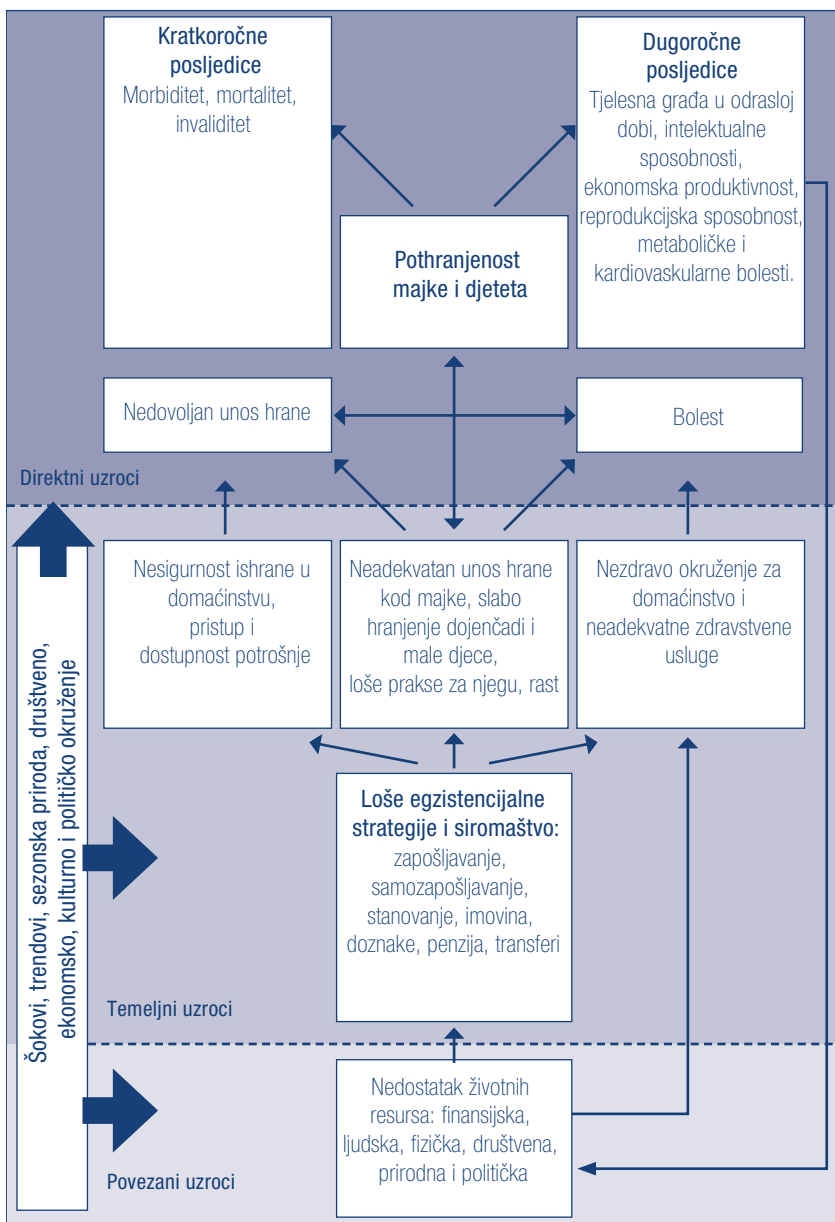 Kratkoročne
posljedice
Morbiditet, mortalitet,
invaliditet
Dugoročne
posljedice
Tjelesna građa u odrasloj
dobi, intelektualne
sposobnosti,
ekonomska produktivnost,
reprodukcijska sposobnost,
metaboličke i
kardiovaskularne bolesti.
Pothranjenost
majke i djeteta
Nedovoljan unos hrane
Bolest
Direktni uzroci
Nesigurnost ishrane u
domaćinstvu,
pristup i
dostupnost potrošnje
Neadekvatan unos hrane
kod majke, slabo
hranjenje dojenčadi i
male djece,
loše prakse za njegu, rast
Nezdravo okruženje za
domaćinstvo i
neadekvatne zdravstvene
usluge
Šokovi, trendovi, sezonska priroda, društveno,
ekonomsko, kulturno i političko okruženje
Loše egzistencijalne
strategije i siromaštvo:
zapošljavanje,
samozapošljavanje,
stanovanje, imovina,
doznake, penzija, transferi
Temeljni uzroci
Nedostatak životnih
resursa: finansijska,
ljudska, fizička, društvena,
prirodna i politička
Povezani uzroci